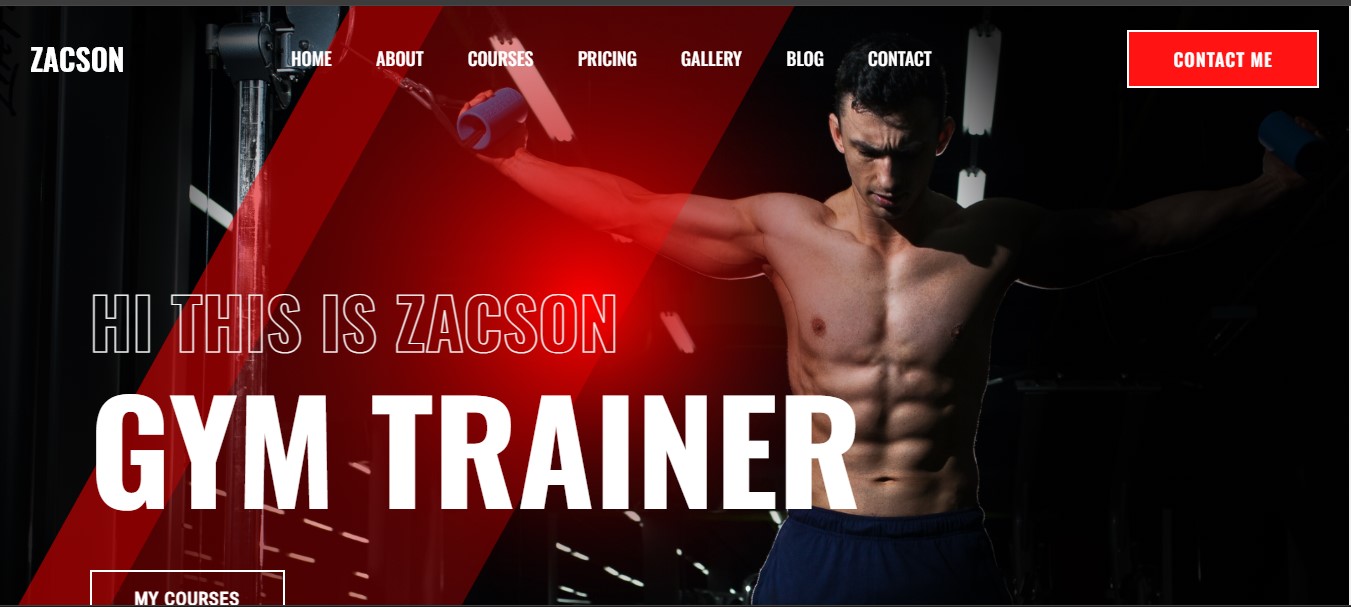 ZACSON
HOME ABOUT COURSES PRICING GALLERY BLOG CONTACT
CONTACT ME
HI THIS IS ZACSON
GYM TRAINER
MY COURSES